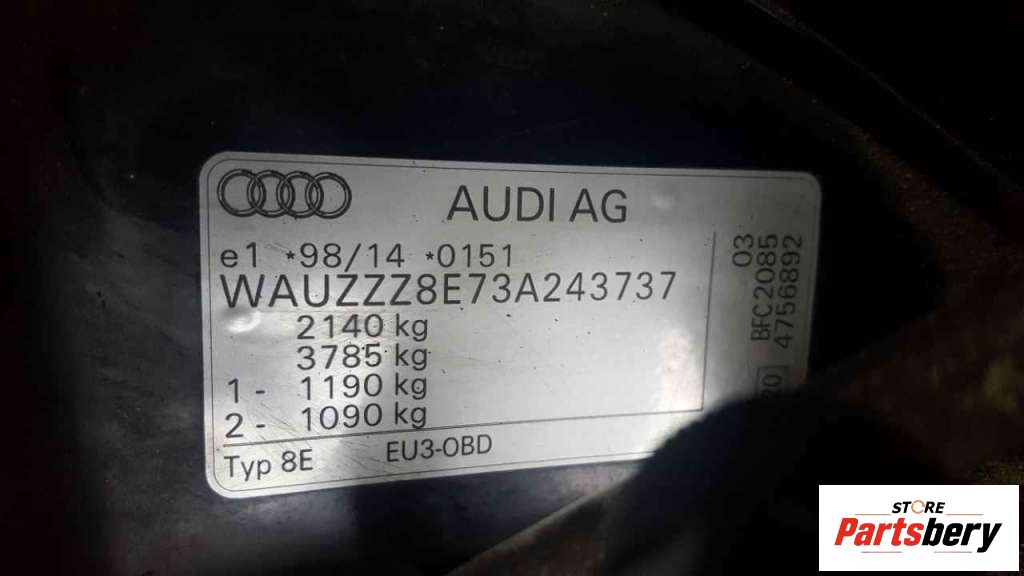 AUDI AG
e1 *98/14 *0151
WAUZZZ8E73A243737
2140 kg
3785 kg
1 - 1190 kg
2 - 1090 kg
Typ 8E EU3-OBD
03
BFC2085
4756892
STORE
Partsbery